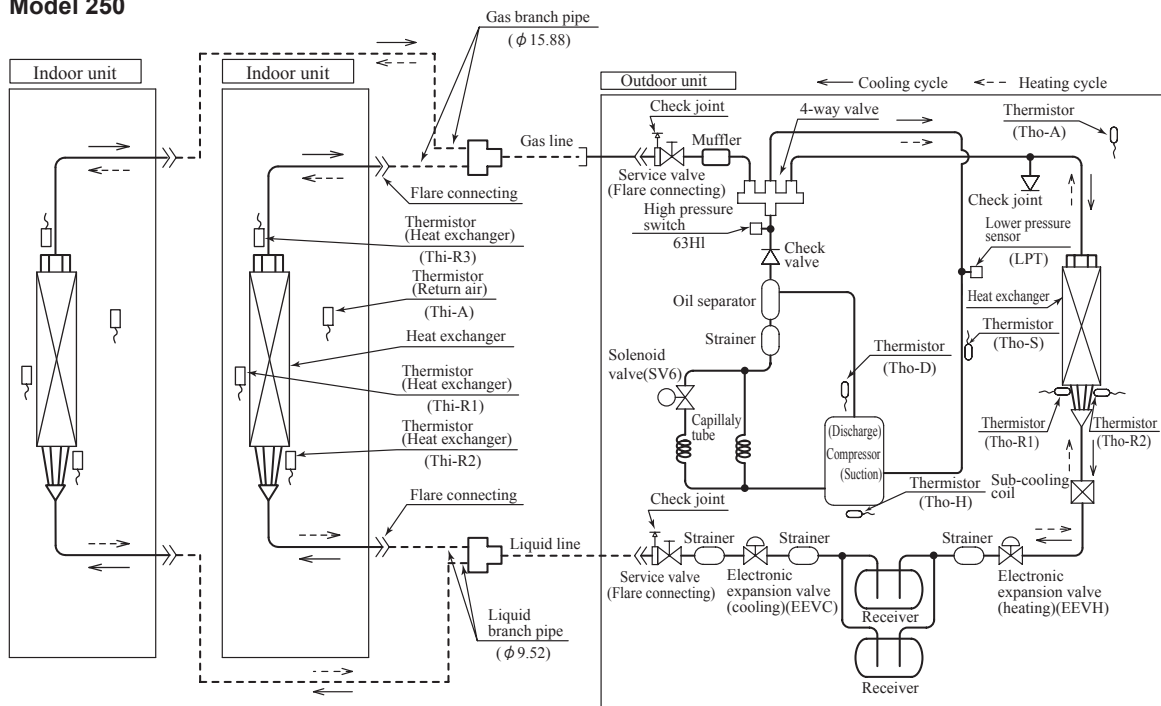 Model 250
Gas branch pipe
(ϕ15.88)
Indoor unit
Indoor unit
Outdoor unit
Cooling cycle
Heating cycle
Check joint
4-way valve
Thermistor
(Tho-A)
Gas line
Muffler
Service valve
(Flare connecting)
Check joint
Flare connecting
High pressure
switch
63Hl
Lower pressure
sensor
(LPT)
Thermistor
(Heat exchanger)
(Thi-R3)
Check
valve
Thermistor
(Return air)
(Thi-A)
Oil separator
Heat exchanger
Heat exchanger
Strainer
Thermistor
(Tho-S)
Thermistor
(Tho-D)
Solenoid
valve(SV6)
Thermistor
(Heat exchanger)
(Thi-R1)
Capillaly
tube
Thermistor
(Tho-R1)
Thermistor
(Tho-R2)
Thermistor
(Heat exchanger)
(Thi-R2)
(Discharge)
Compressor
(Suction)
Sub-cooling
coil
Thermistor
(Tho-H)
Flare connecting
Check joint
Liquid line
Strainer
Strainer
Strainer
Service valve
(Flare connecting)
Electronic
expansion valve
(cooling)(EEVC)
Electronic
expansion valve
(heating)(EEVH)
Receiver
Liquid
branch pipe
(ϕ9.52)
Receiver